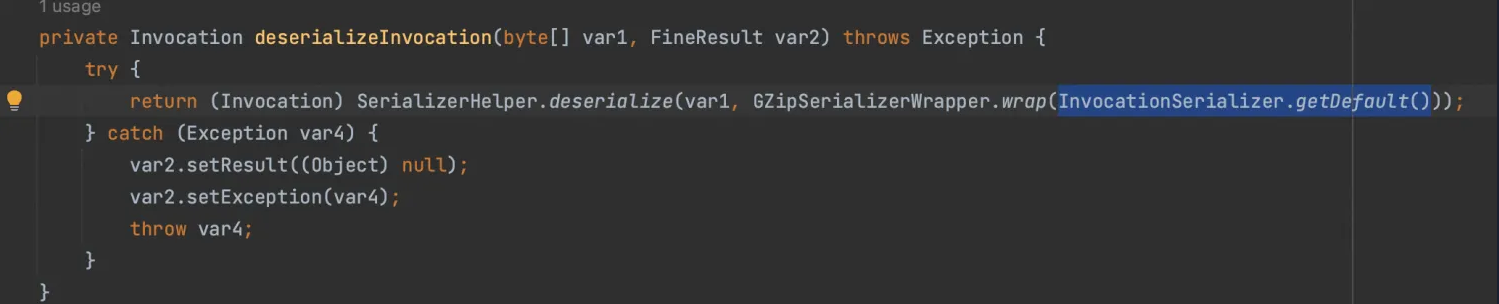 1 usage
private Invocation deserializeInvocation(byte[] var1, FineResult var2) throws Exception {
try {
return (Invocation) SerializerHelper.deserialize(var1, GZipSerializerWrapper.wrap(InvocationSerializer.getDefault()));
} catch (Exception var4) {
var2.setResult((Object) null);
var2.setException(var4);
throw var4;
}
}